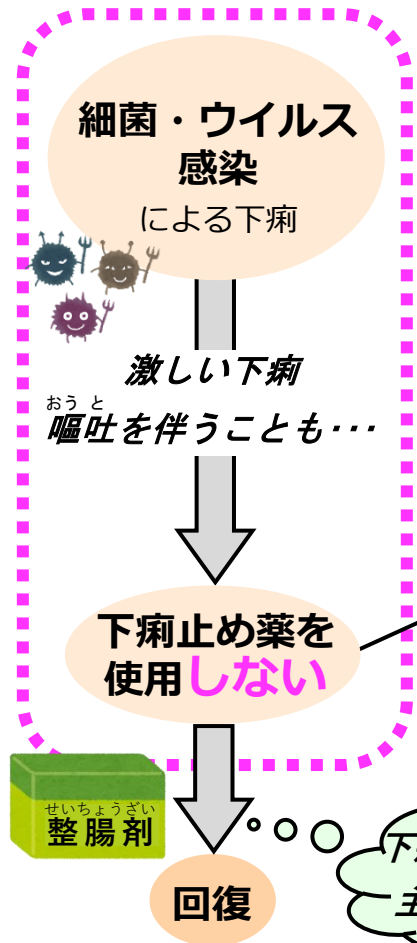 細菌・ウイルス
感染
による下痢
激しい下痢
おうと
嘔吐を伴うことも･･･
下痢止め薬を
使用しない
せいちょうざい
整腸剤
回復
下
主